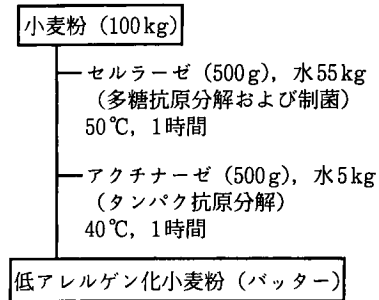 小麦粉（100kg）
セルラーゼ（500g），水55kg
（多糖抗原分解および制菌）
50℃，1時間
アクチナーゼ（500g），水5kg
（タンパク抗原分解）
40℃，1時間
低アレルゲン化小麦粉（バッター）